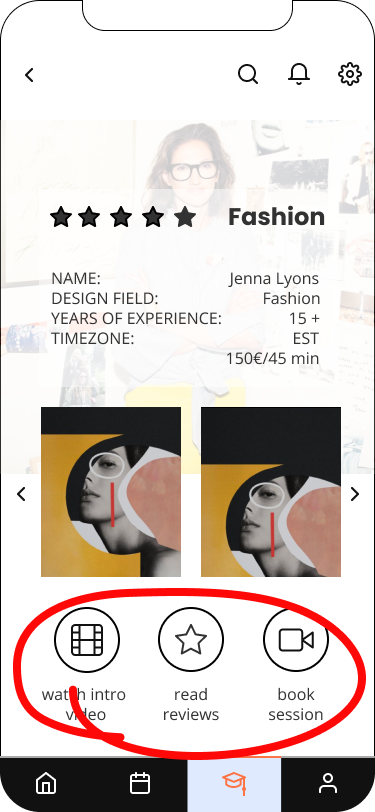 Fashion
NAME: Jenna Lyons
DESIGN FIELD: Fashion
YEARS OF EXPERIENCE: 15 +
TIMEZONE: EST
150€/45 min
watch intro video
read reviews
book session